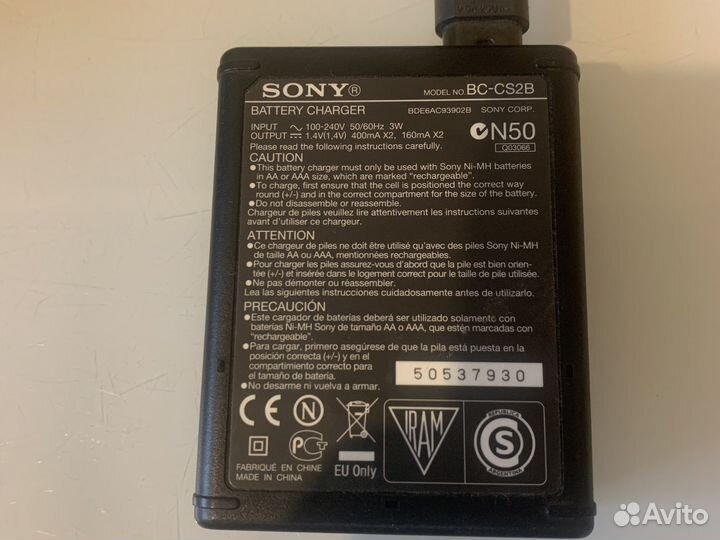 SONY® MODEL NO. BC-CS2B
BATTERY CHARGER BDE6AC93902B SONY CORP.
INPUT ~ 100-240V 50/60Hz 3W
OUTPUT ⎓ 1.4V(1,4V) 400mA X2, 160mA X2
N50
Q03066
Please read the following instructions carefully.
CAUTION
●This battery charger must only be used with Sony Ni-MH batteries
in AA or AAA size, which are marked "rechargeable".
●To charge, first ensure that the cell is positioned the correct way
round (+/-) and in the correct compartment for the size of the battery.
●Do not disassemble or reassemble.
Chargeur de piles veuillez lire attentivement les instructions suivantes
avant d'utiliser ce chargeur.
ATTENTION
●Ce chargeur de piles ne doit être utilisé qu'avec des piles Sony Ni-MH
de taille AA ou AAA, mentionnées rechargeables.
●Pour charger les piles assurez-vous d'abord que la pile est bien orien-
tée (+/-) et insérée dans le logement correct pour le taille de pile utilisée.
●Ne pas démonter ou réassembler.
Lea las siguientes instrucciones cuidadosamente antes de utilizarlo.
PRECAUCIÓN
●Este cargador de baterías deberá ser utilizado solamento con
baterías Ni-MH Sony de tamaño AA o AAA, que estén marcadas con
"rechargeable".
●Para cargar, primero asegúrese de que la pila está puesta en la
posición correcta (+/-) y en el
compartimiento correcto para
el tamaño de batería.
●No desarme ni vuelva a armar.
50537930
CE N
PCT
EU Only
IRAM
REPUBLICA
S
ARGENTINA
FABRIQUÉ EN CHINE
MADE IN CHINA
Avito